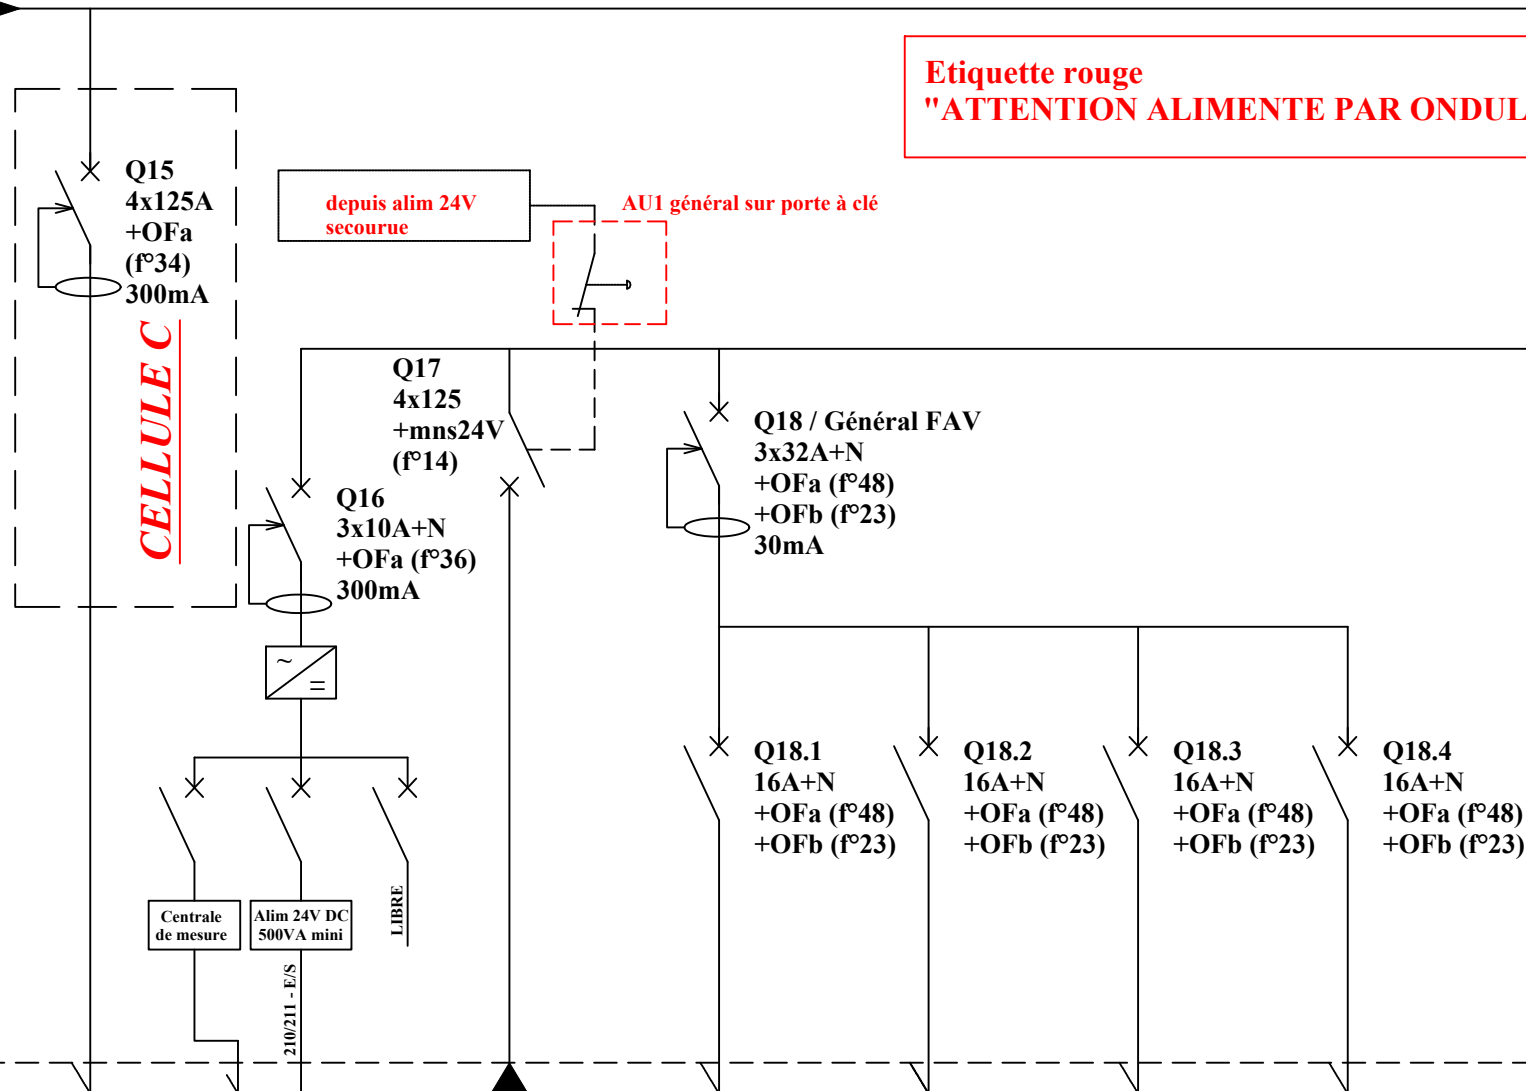 Etiquette rouge
"ATTENTION ALIMENTE PAR ONDUL
Q15
4x125A
+OFa
(f°34)
300mA
CELLULE C
depuis alim 24V
secourue
AU1 général sur porte à clé
Q17
4x125
+mns24V
(f°14)
Q16
3x10A+N
+OFa (f°36)
300mA
Q18 / Général FAV
3x32A+N
+OFa (f°48)
+OFb (f°23)
30mA
~
=
Q18.1
16A+N
+OFa (f°48)
+OFb (f°23)
Q18.2
16A+N
+OFa (f°48)
+OFb (f°23)
Q18.3
16A+N
+OFa (f°48)
+OFb (f°23)
Q18.4
16A+N
+OFa (f°48)
+OFb (f°23)
Centrale
de mesure
Alim 24V DC
500VA mini
LIBRE
210/211 - E/S